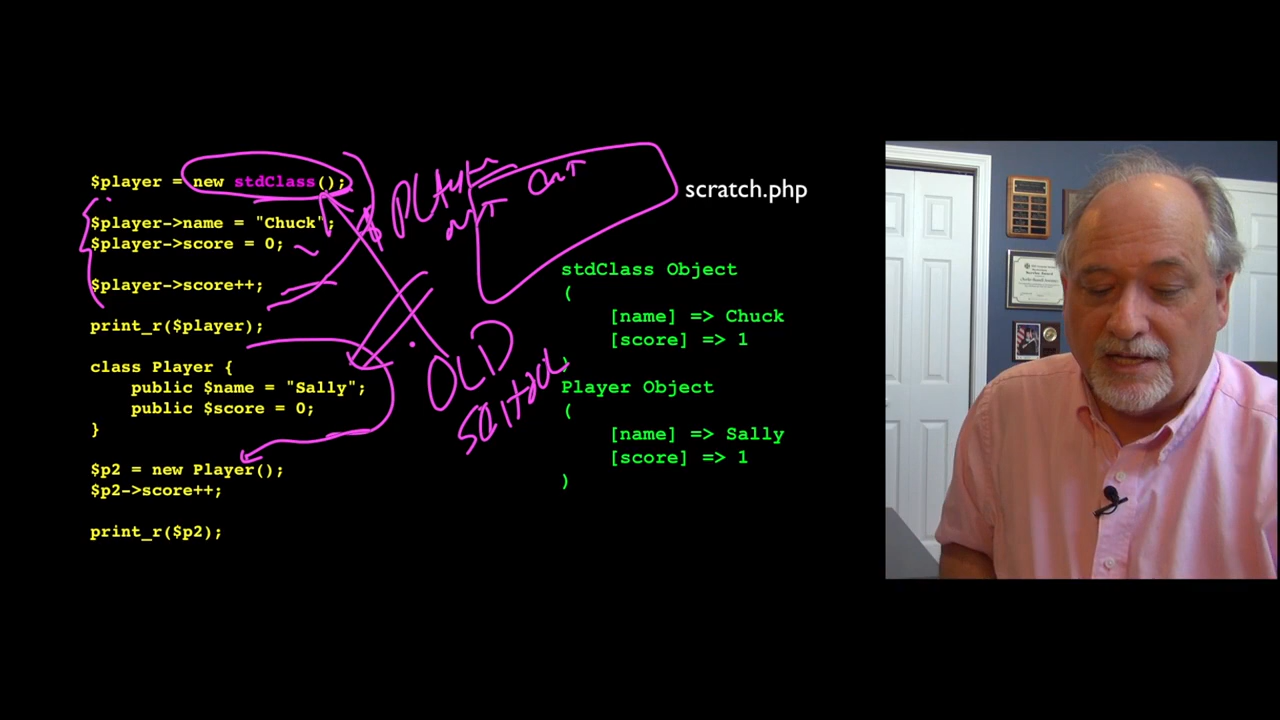 $player = new stdClass();
$player->name = "Chuck";
$player->score = 0;
$player->score++;
print_r($player);
class Player {
public $name = "Sally";
public $score = 0;
}
$p2 = new Player();
$p2->score++;
print_r($p2);
PLAyer
OLD
scratch.php
stdClass Object
(
[name] => Chuck
[score] => 1
)
Player Object
(
[name] => Sally
[score] => 1
)